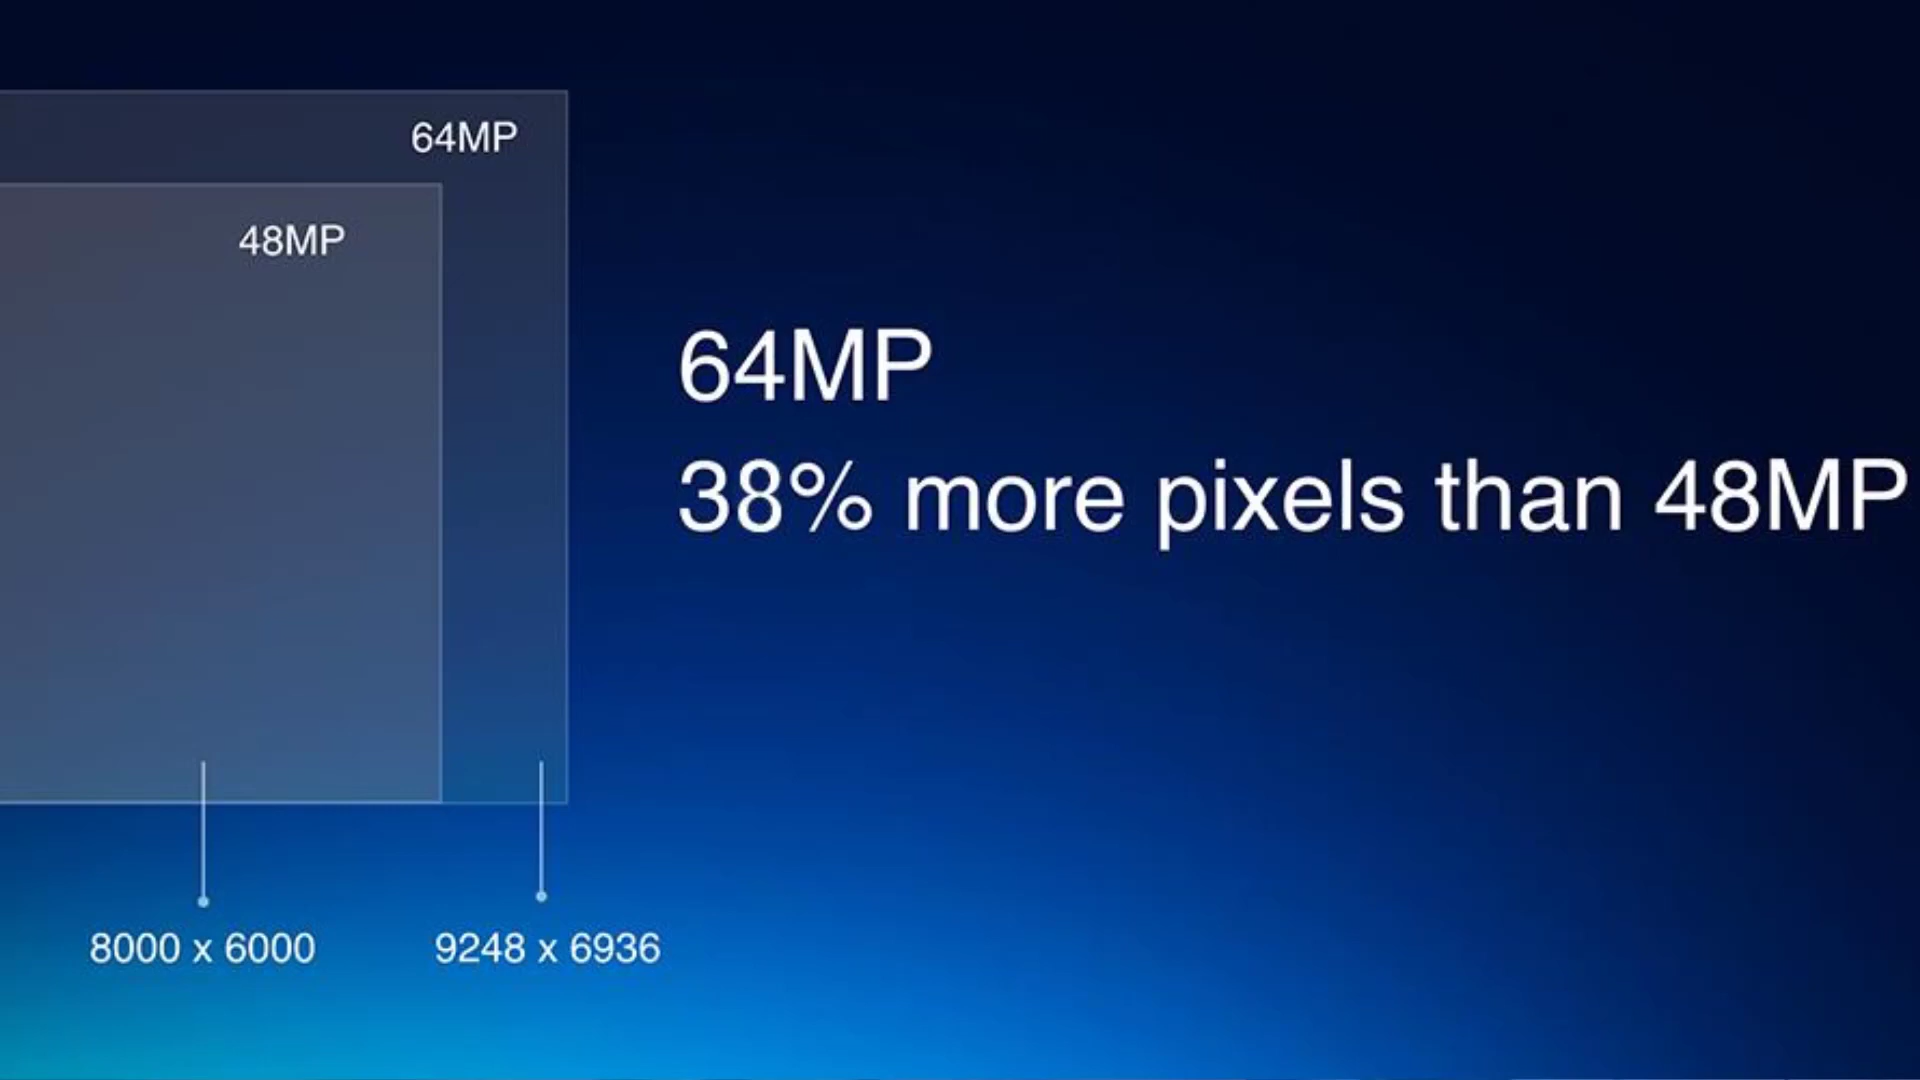 64MP
48MP
64MP
38% more pixels than 48MP
8000 x 6000
9248 x 6936